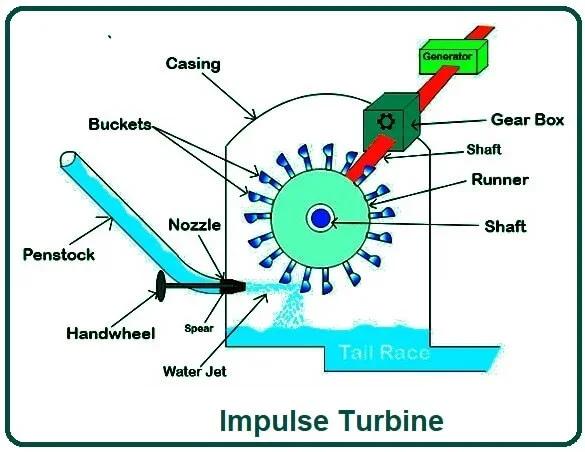 Generator
Casing
Buckets
Gear Box
Shaft
Runner
Nozzle
Shaft
Penstock
Handwheel
Spear
Water Jet
Tail Race
Impulse Turbine